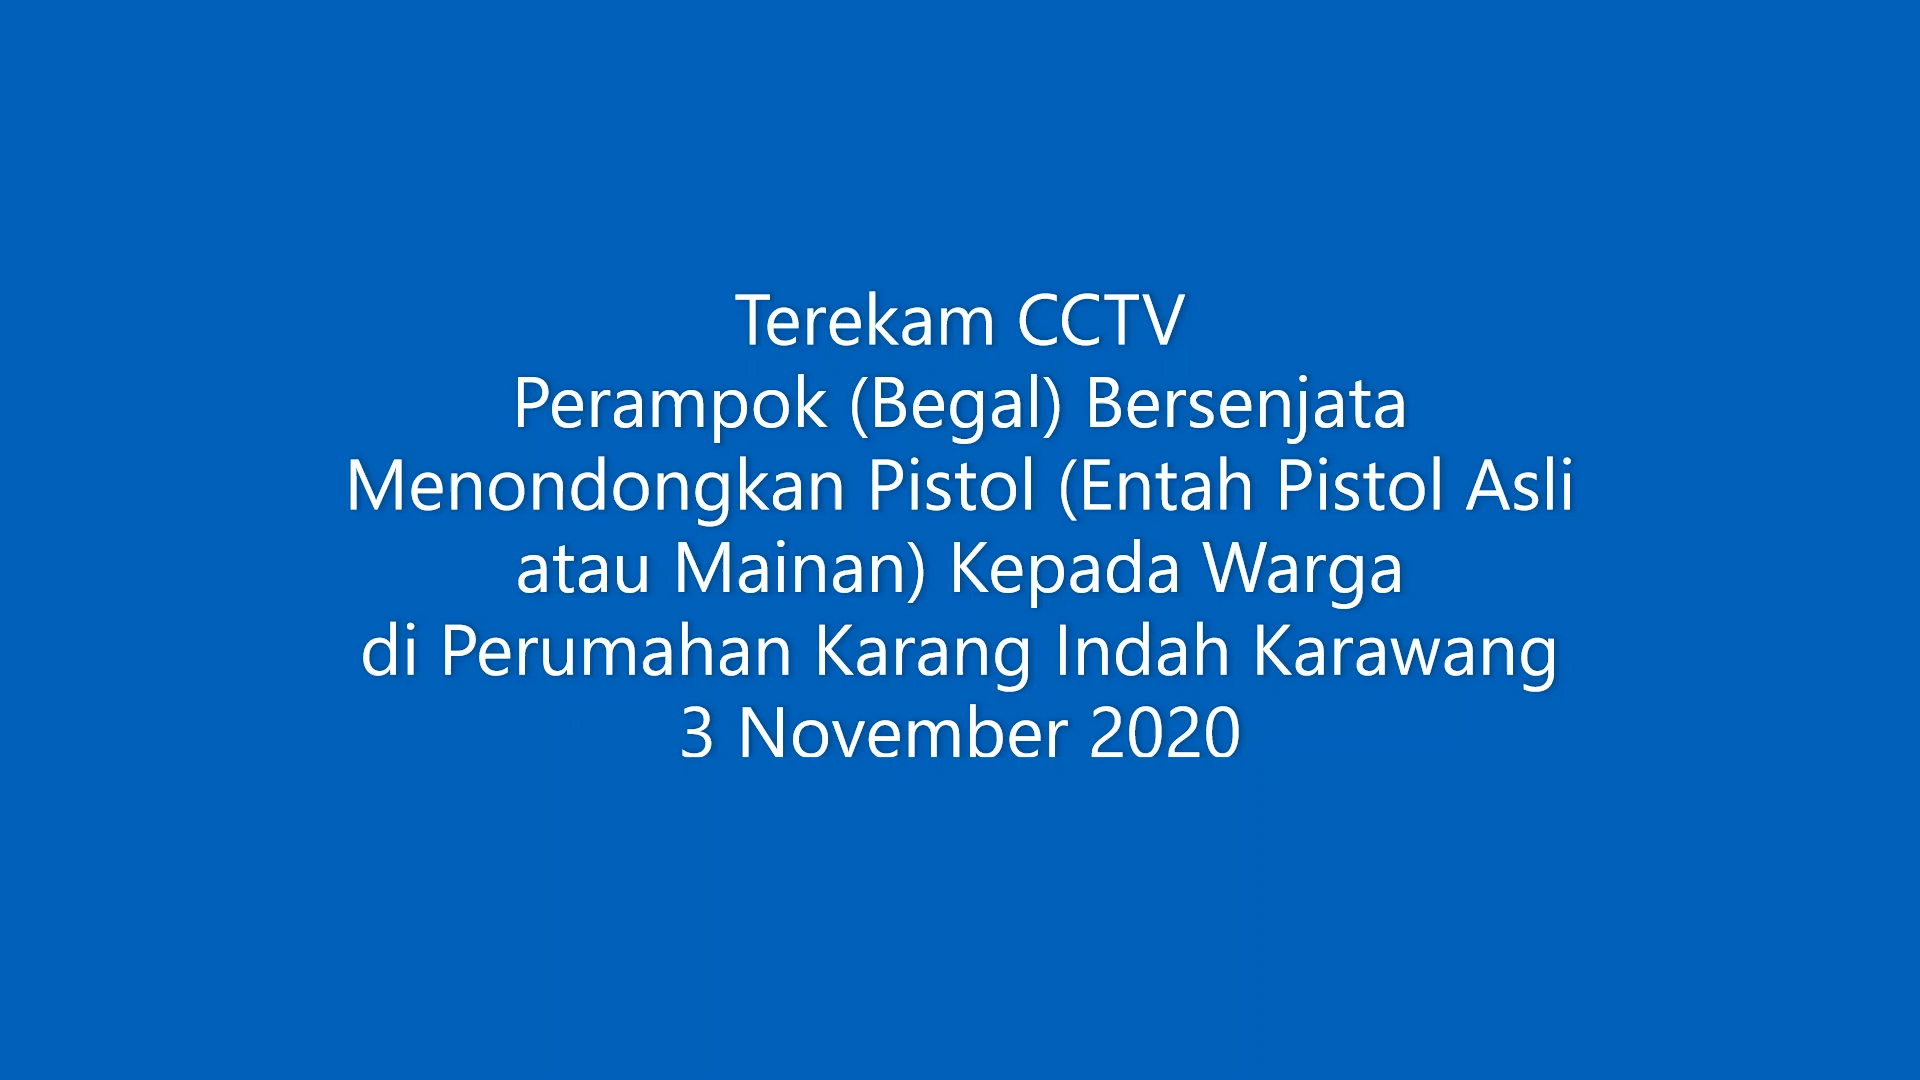 Terekam CCTV
Perampok (Begal) Bersenjata
Menondongkan Pistol (Entah Pistol Asli
atau Mainan) Kepada Warga
di Perumahan Karang Indah Karawang
3 November 2020